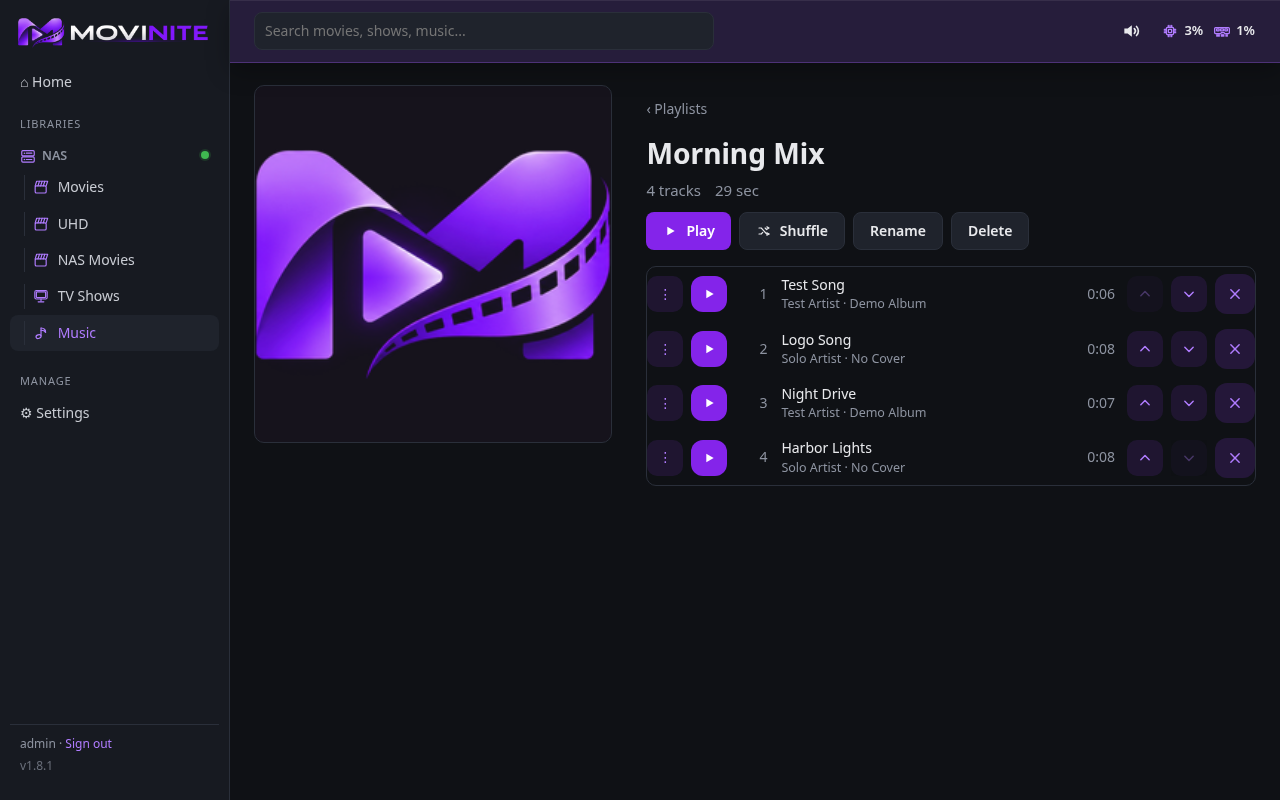 MOVINITE
Search movies, shows, music...
3%
1%
Home
LIBRARIES
NAS
Movies
UHD
NAS Movies
TV Shows
Music
MANAGE
Settings
admin · Sign out
v1.8.1
‹ Playlists
Morning Mix
4 tracks 29 sec
Play
Shuffle
Rename
Delete
1 Test Song 0:06
Test Artist · Demo Album
2 Logo Song 0:08
Solo Artist · No Cover
3 Night Drive 0:07
Test Artist · Demo Album
4 Harbor Lights 0:08
Solo Artist · No Cover